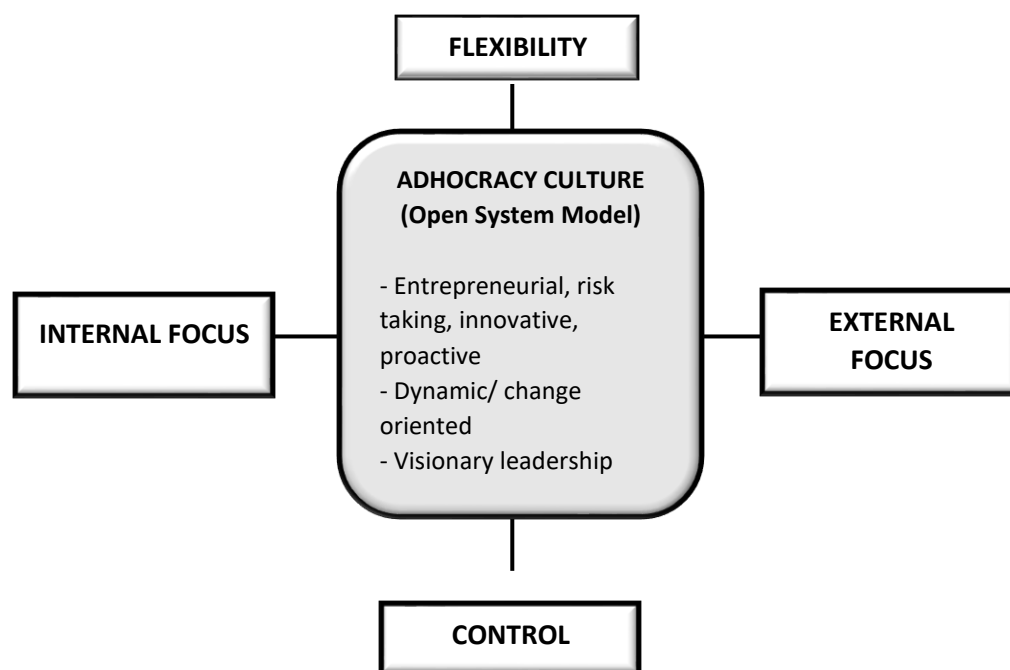 FLEXIBILITY
ADHOCRACY CULTURE
(Open System Model)
- Entrepreneurial, risk
taking, innovative,
proactive
- Dynamic/ change
oriented
- Visionary leadership
INTERNAL FOCUS
EXTERNAL
FOCUS
CONTROL